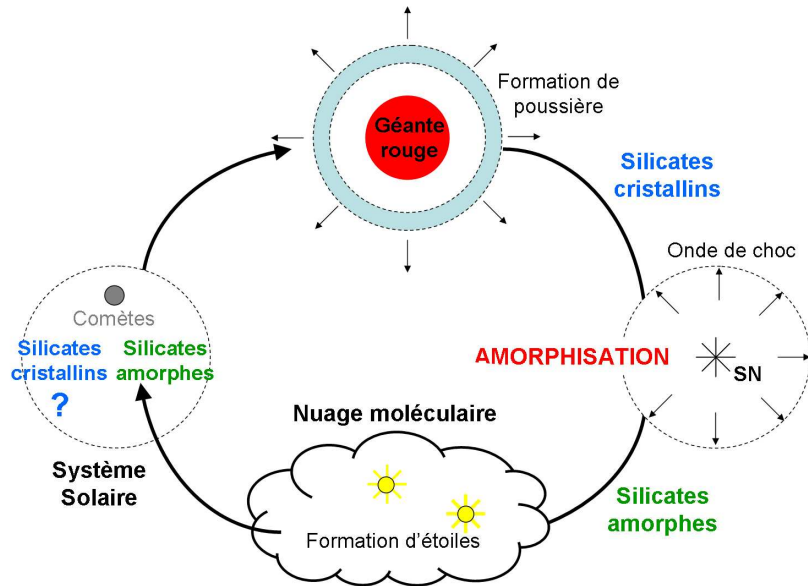 Formation de
poussière
Géante
rouge
Silicates
cristallins
Onde de choc
Comètes
Silicates
cristallins
?
Silicates
amorphes
AMORPHISATION
SN
Nuage moléculaire
Système
Solaire
Silicates
amorphes
Formation d'étoiles